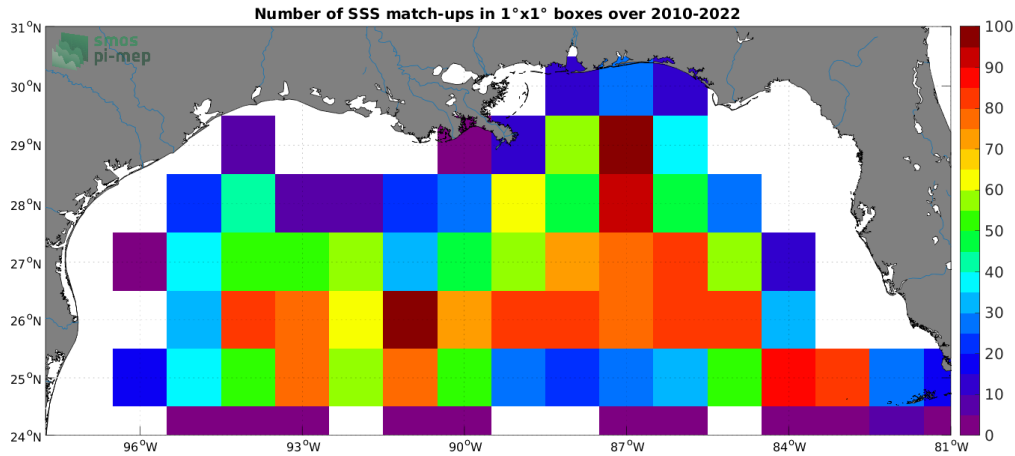 Number of SSS match-ups in 1°x1° boxes over 2010-2022
smos
pi-mep
31°N
30°N
29°N
28°N
27°N
26°N
25°N
24°N
96°W
93°W
90°W
87°W
84°W
81°W
100
90
80
70
60
50
40
30
20
10
0